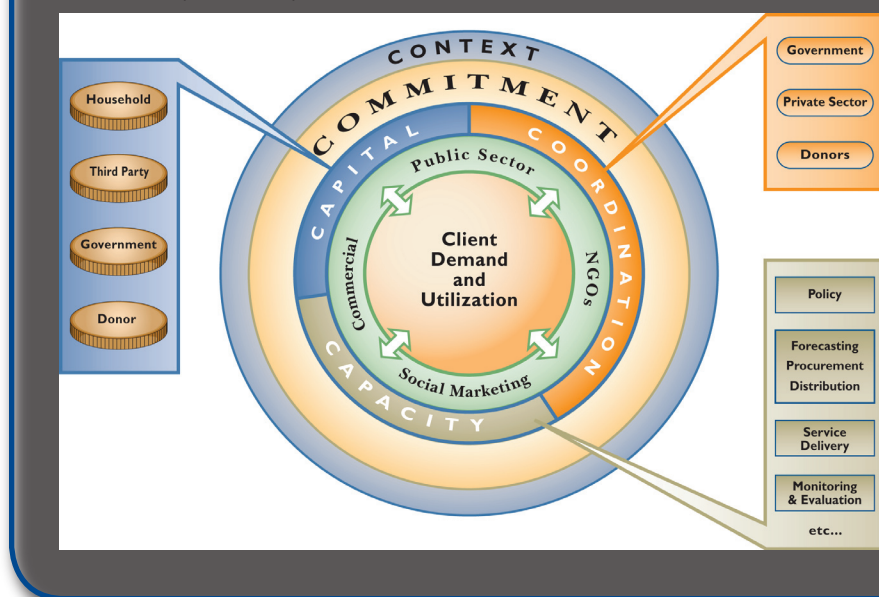 CONTEXT
COMMITMENT
CAPITAL
COORDINATION
CAPACITY
Public Sector
NGOs
Social Marketing
Commercial
Client
Demand
and
Utilization
Household
Third Party
Government
Donor
Government
Private Sector
Donors
Policy
Forecasting
Procurement
Distribution
Service
Delivery
Monitoring
& Evaluation
etc...